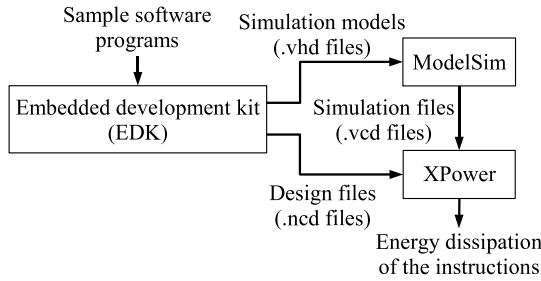 Sample software
programs
Simulation models
(.vhd files)
ModelSim
Embedded development kit
(EDK)
Simulation files
(.vcd files)
XPower
Design files
(.ncd files)
Energy dissipation
of the instructions